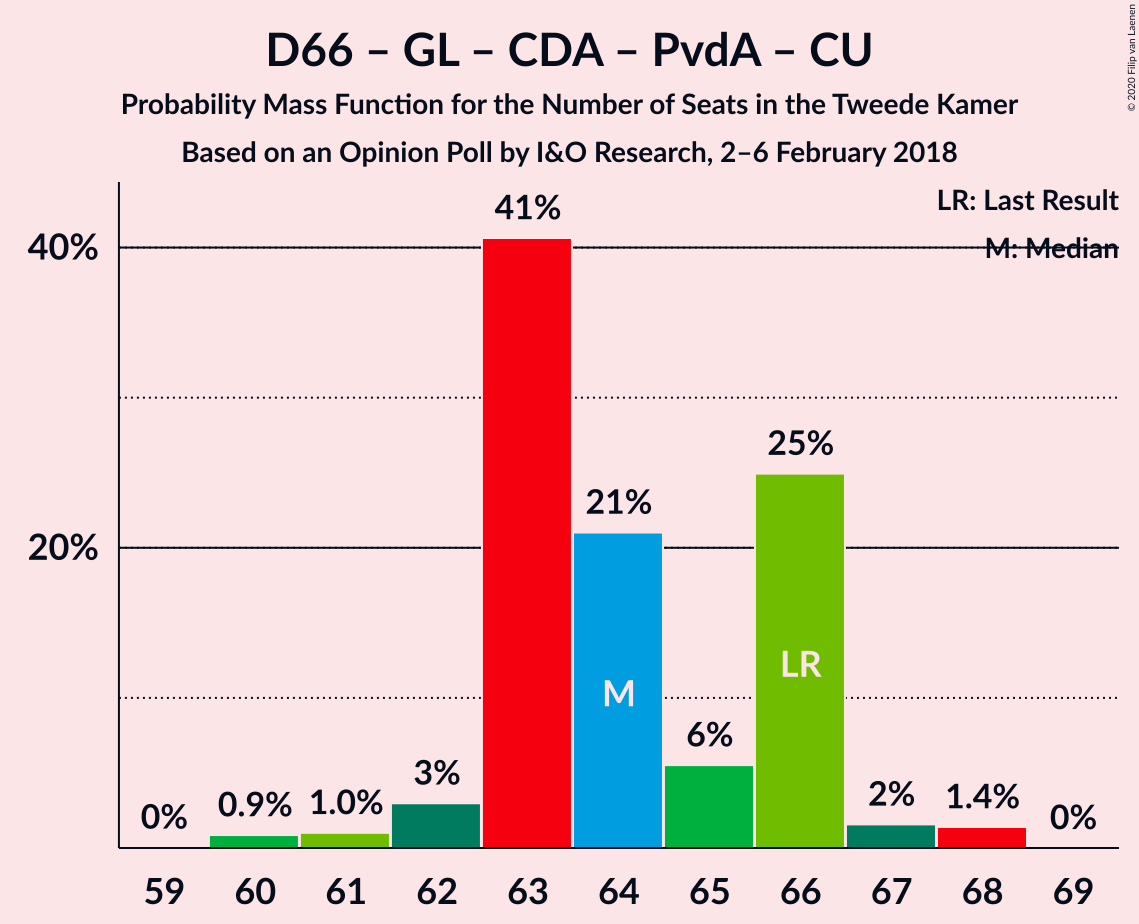 D66 – GL – CDA – PvdA – CU
Probability Mass Function for the Number of Seats in the Tweede Kamer
Based on an Opinion Poll by I&O Research, 2–6 February 2018
© 2020 Filip van Laenen
LR: Last Result
M: Median
40%
20%
0%
0.9%
1.0%
3%
41%
21%
6%
25%
2%
1.4%
0%
M
LR
59 60 61 62 63 64 65 66 67 68 69